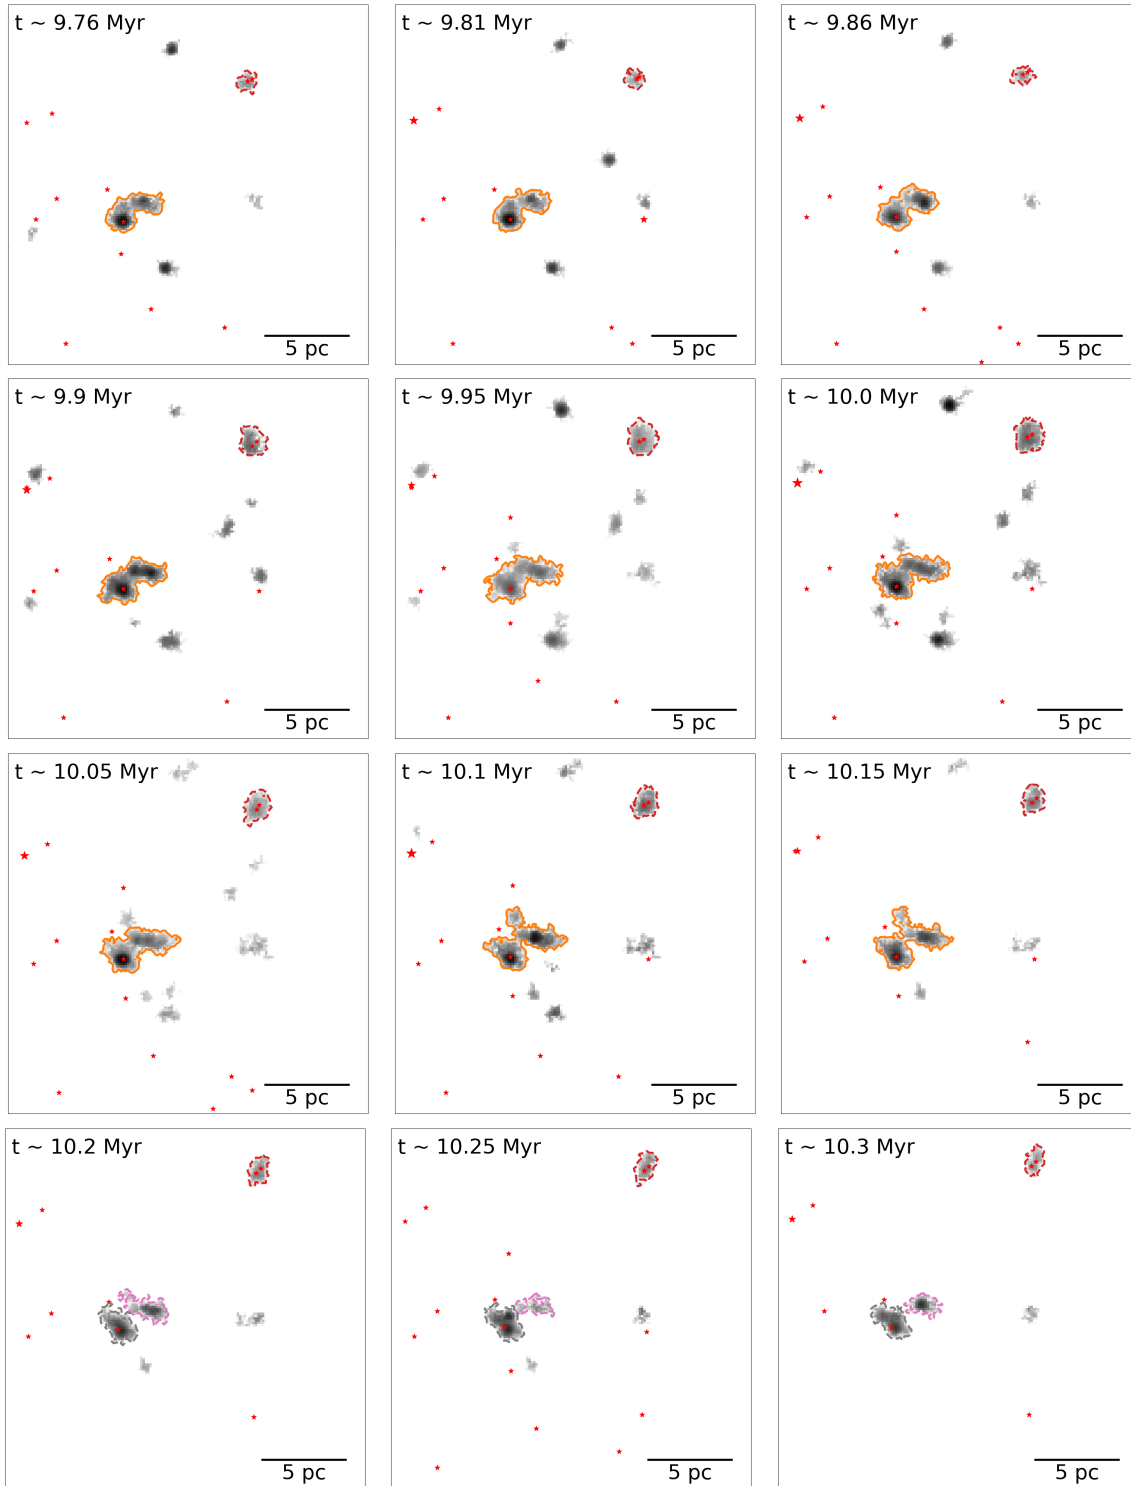 t ~ 9.76 Myr
5 pc
t ~ 9.81 Myr
5 pc
t ~ 9.86 Myr
5 pc
t ~ 9.9 Myr
5 pc
t ~ 9.95 Myr
5 pc
t ~ 10.0 Myr
5 pc
t ~ 10.05 Myr
5 pc
t ~ 10.1 Myr
5 pc
t ~ 10.15 Myr
5 pc
t ~ 10.2 Myr
5 pc
t ~ 10.25 Myr
5 pc
t ~ 10.3 Myr
5 pc